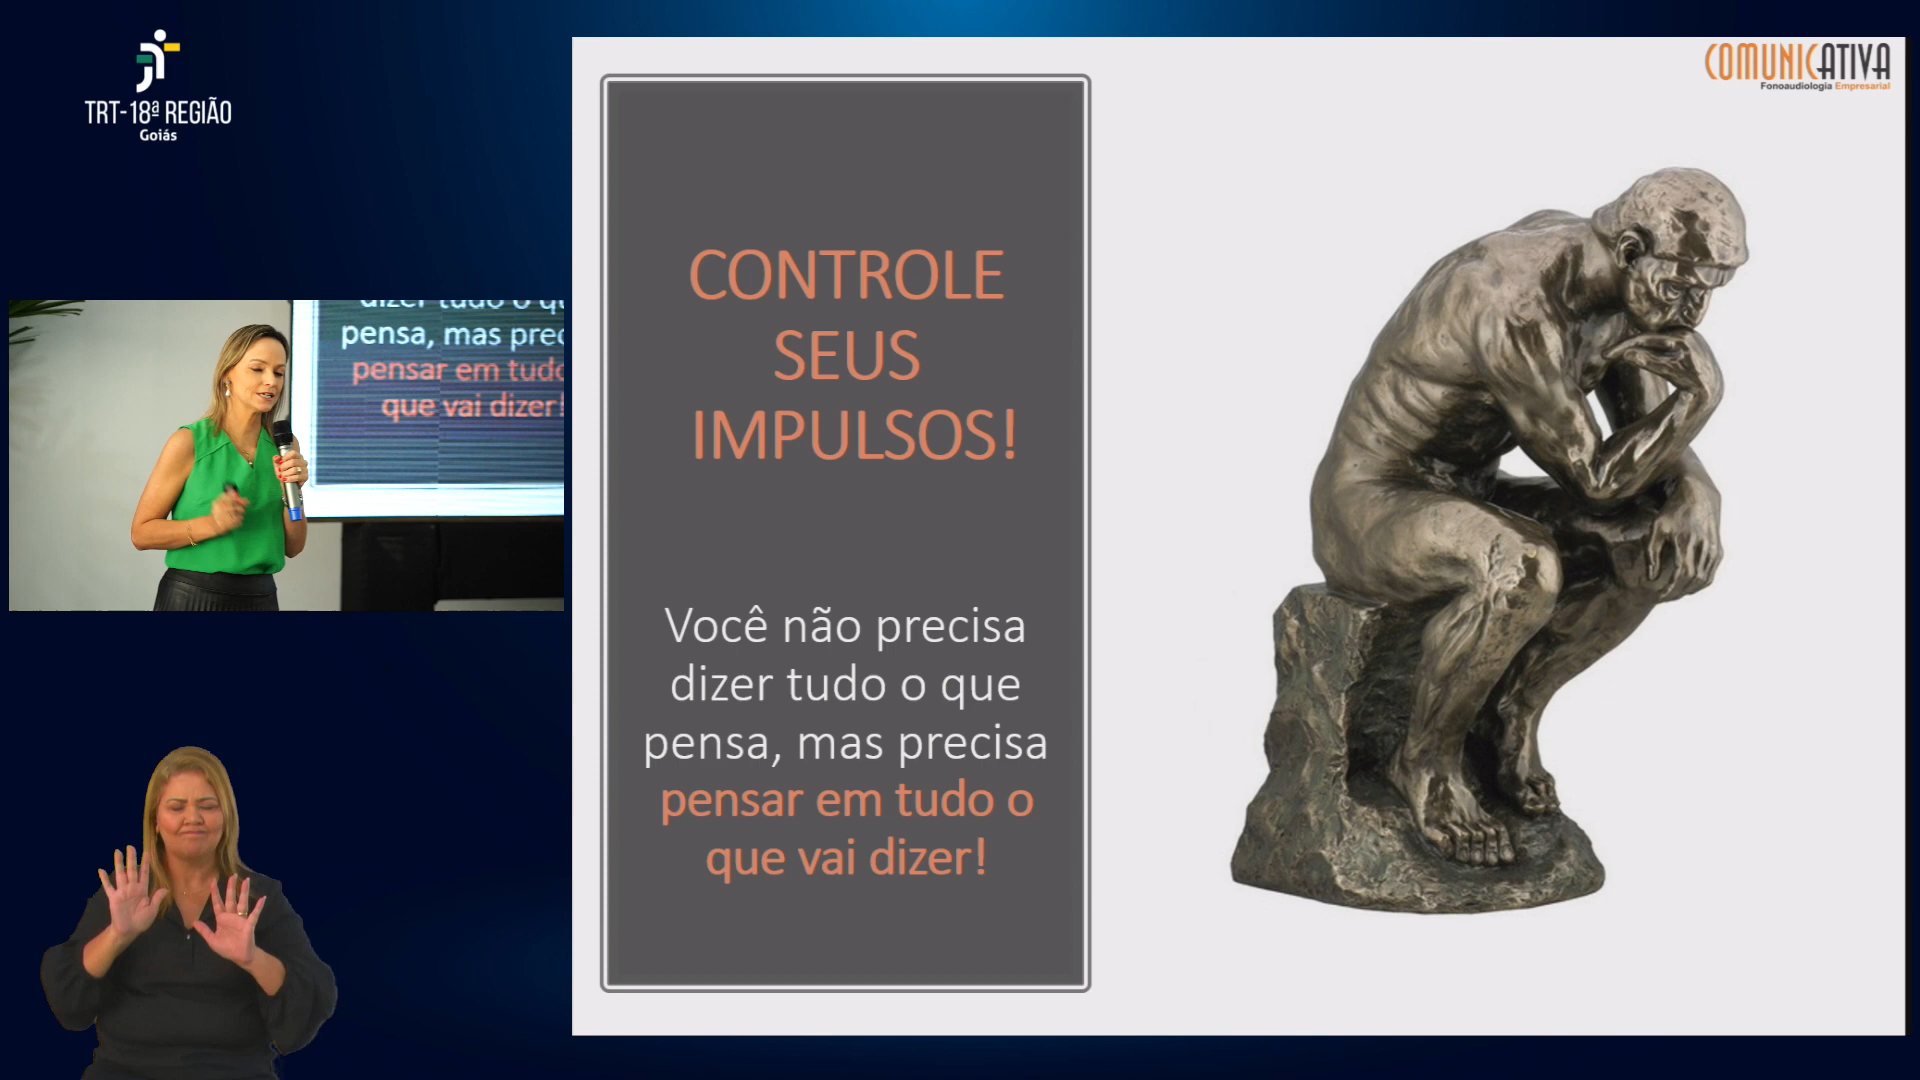 TRT-18ª REGIÃO
Goiás
COMUNICATIVA
Fonoaudiologia Empresarial
CONTROLE
SEUS
IMPULSOS!
Você não precisa
dizer tudo o que
pensa, mas precisa
pensar em tudo o
que vai dizer!
dizer tudo o qu
pensa, mas prec
pensar em tudo
que vai dizer!